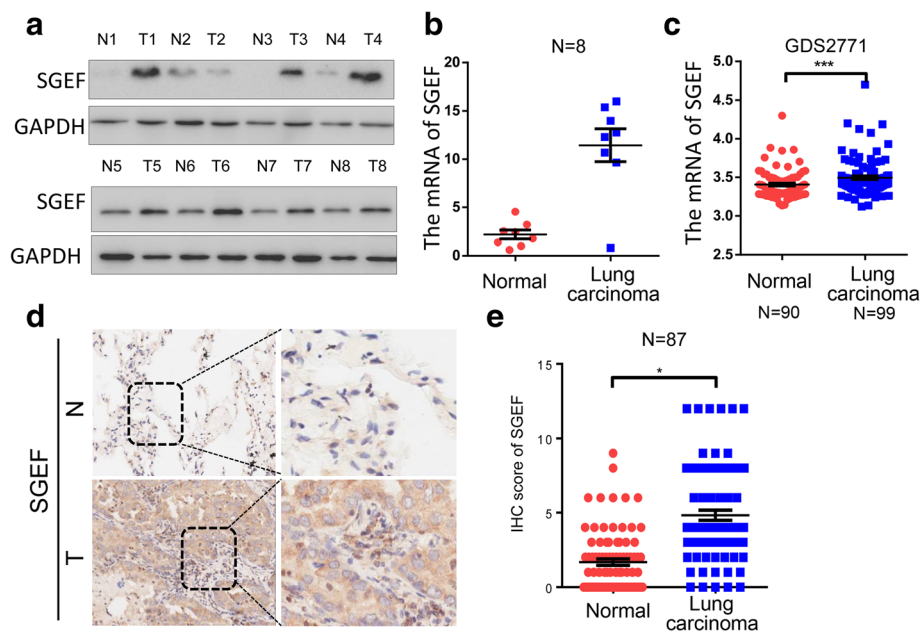 a
N1 T1 N2 T2 N3 T3 N4 T4
SGEF
GAPDH
N5 T5 N6 T6 N7 T7 N8 T8
SGEF
GAPDH
b
N=8
The mRNA of SGEF
20
15
10
5
0
Normal
Lung
carcinoma
c
GDS2771
***
The mRNA of SGEF
5.0
4.5
4.0
3.5
3.0
2.5
Normal
Lung
carcinoma
N=90
N=99
d
SGEF
N
T
e
N=87
*
IHC score of SGEF
15
10
5
0
Normal
Lung
carcinoma